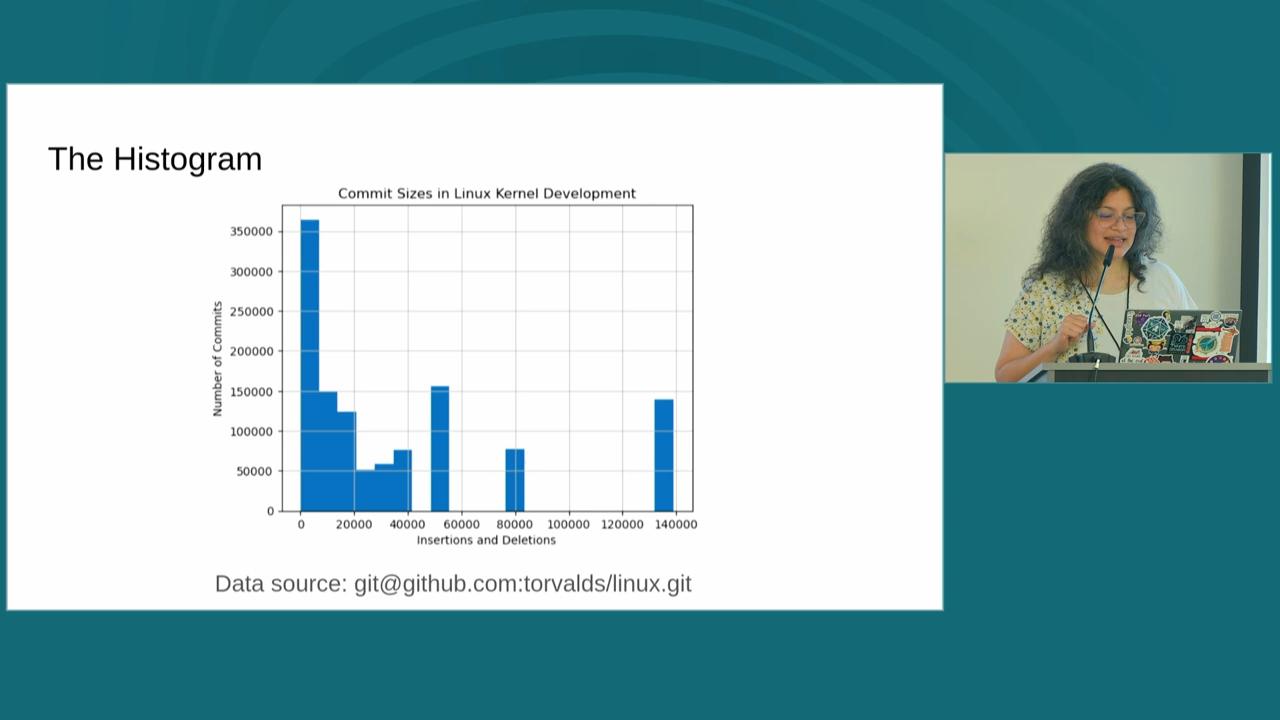 The Histogram
Commit Sizes in Linux Kernel Development
Number of Commits
350000
300000
250000
200000
150000
100000
50000
0
0 20000 40000 60000 80000 100000 120000 140000
Insertions and Deletions
Data source: git@github.com:torvalds/linux.git